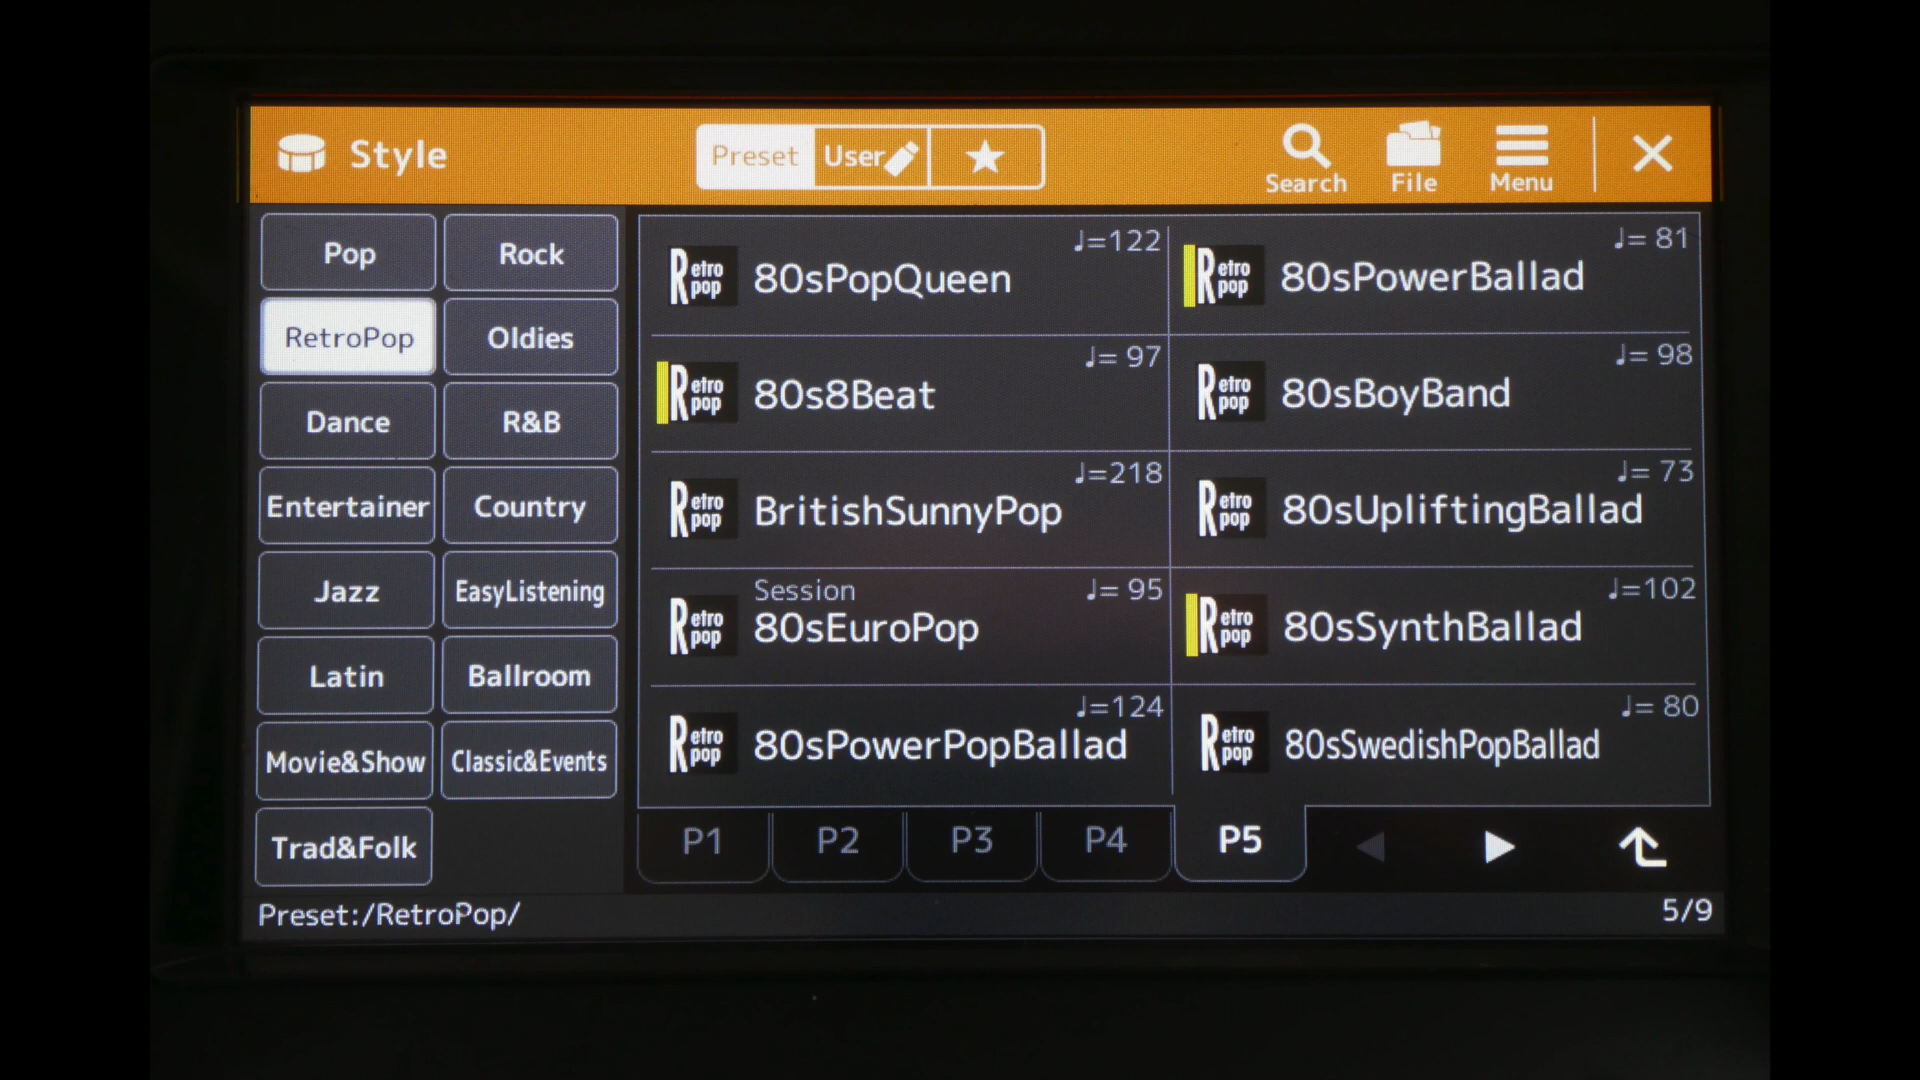 Style
Preset
User
Search
File
Menu
Pop
Rock
RetroPop
Oldies
Dance
R&B
Entertainer
Country
Jazz
EasyListening
Latin
Ballroom
Movie&Show
Classic&Events
Trad&Folk
Retro pop
80sPopQueen
♩=122
Retro pop
80sPowerBallad
♩= 81
Retro pop
80s8Beat
♩= 97
Retro pop
80sBoyBand
♩= 98
Retro pop
BritishSunnyPop
♩=218
Retro pop
80sUpliftingBallad
♩= 73
Retro pop
Session
80sEuroPop
♩= 95
Retro pop
80sSynthBallad
♩=102
Retro pop
80sPowerPopBallad
♩=124
Retro pop
80sSwedishPopBallad
♩= 80
P1
P2
P3
P4
P5
Preset:/RetroPop/
5/9